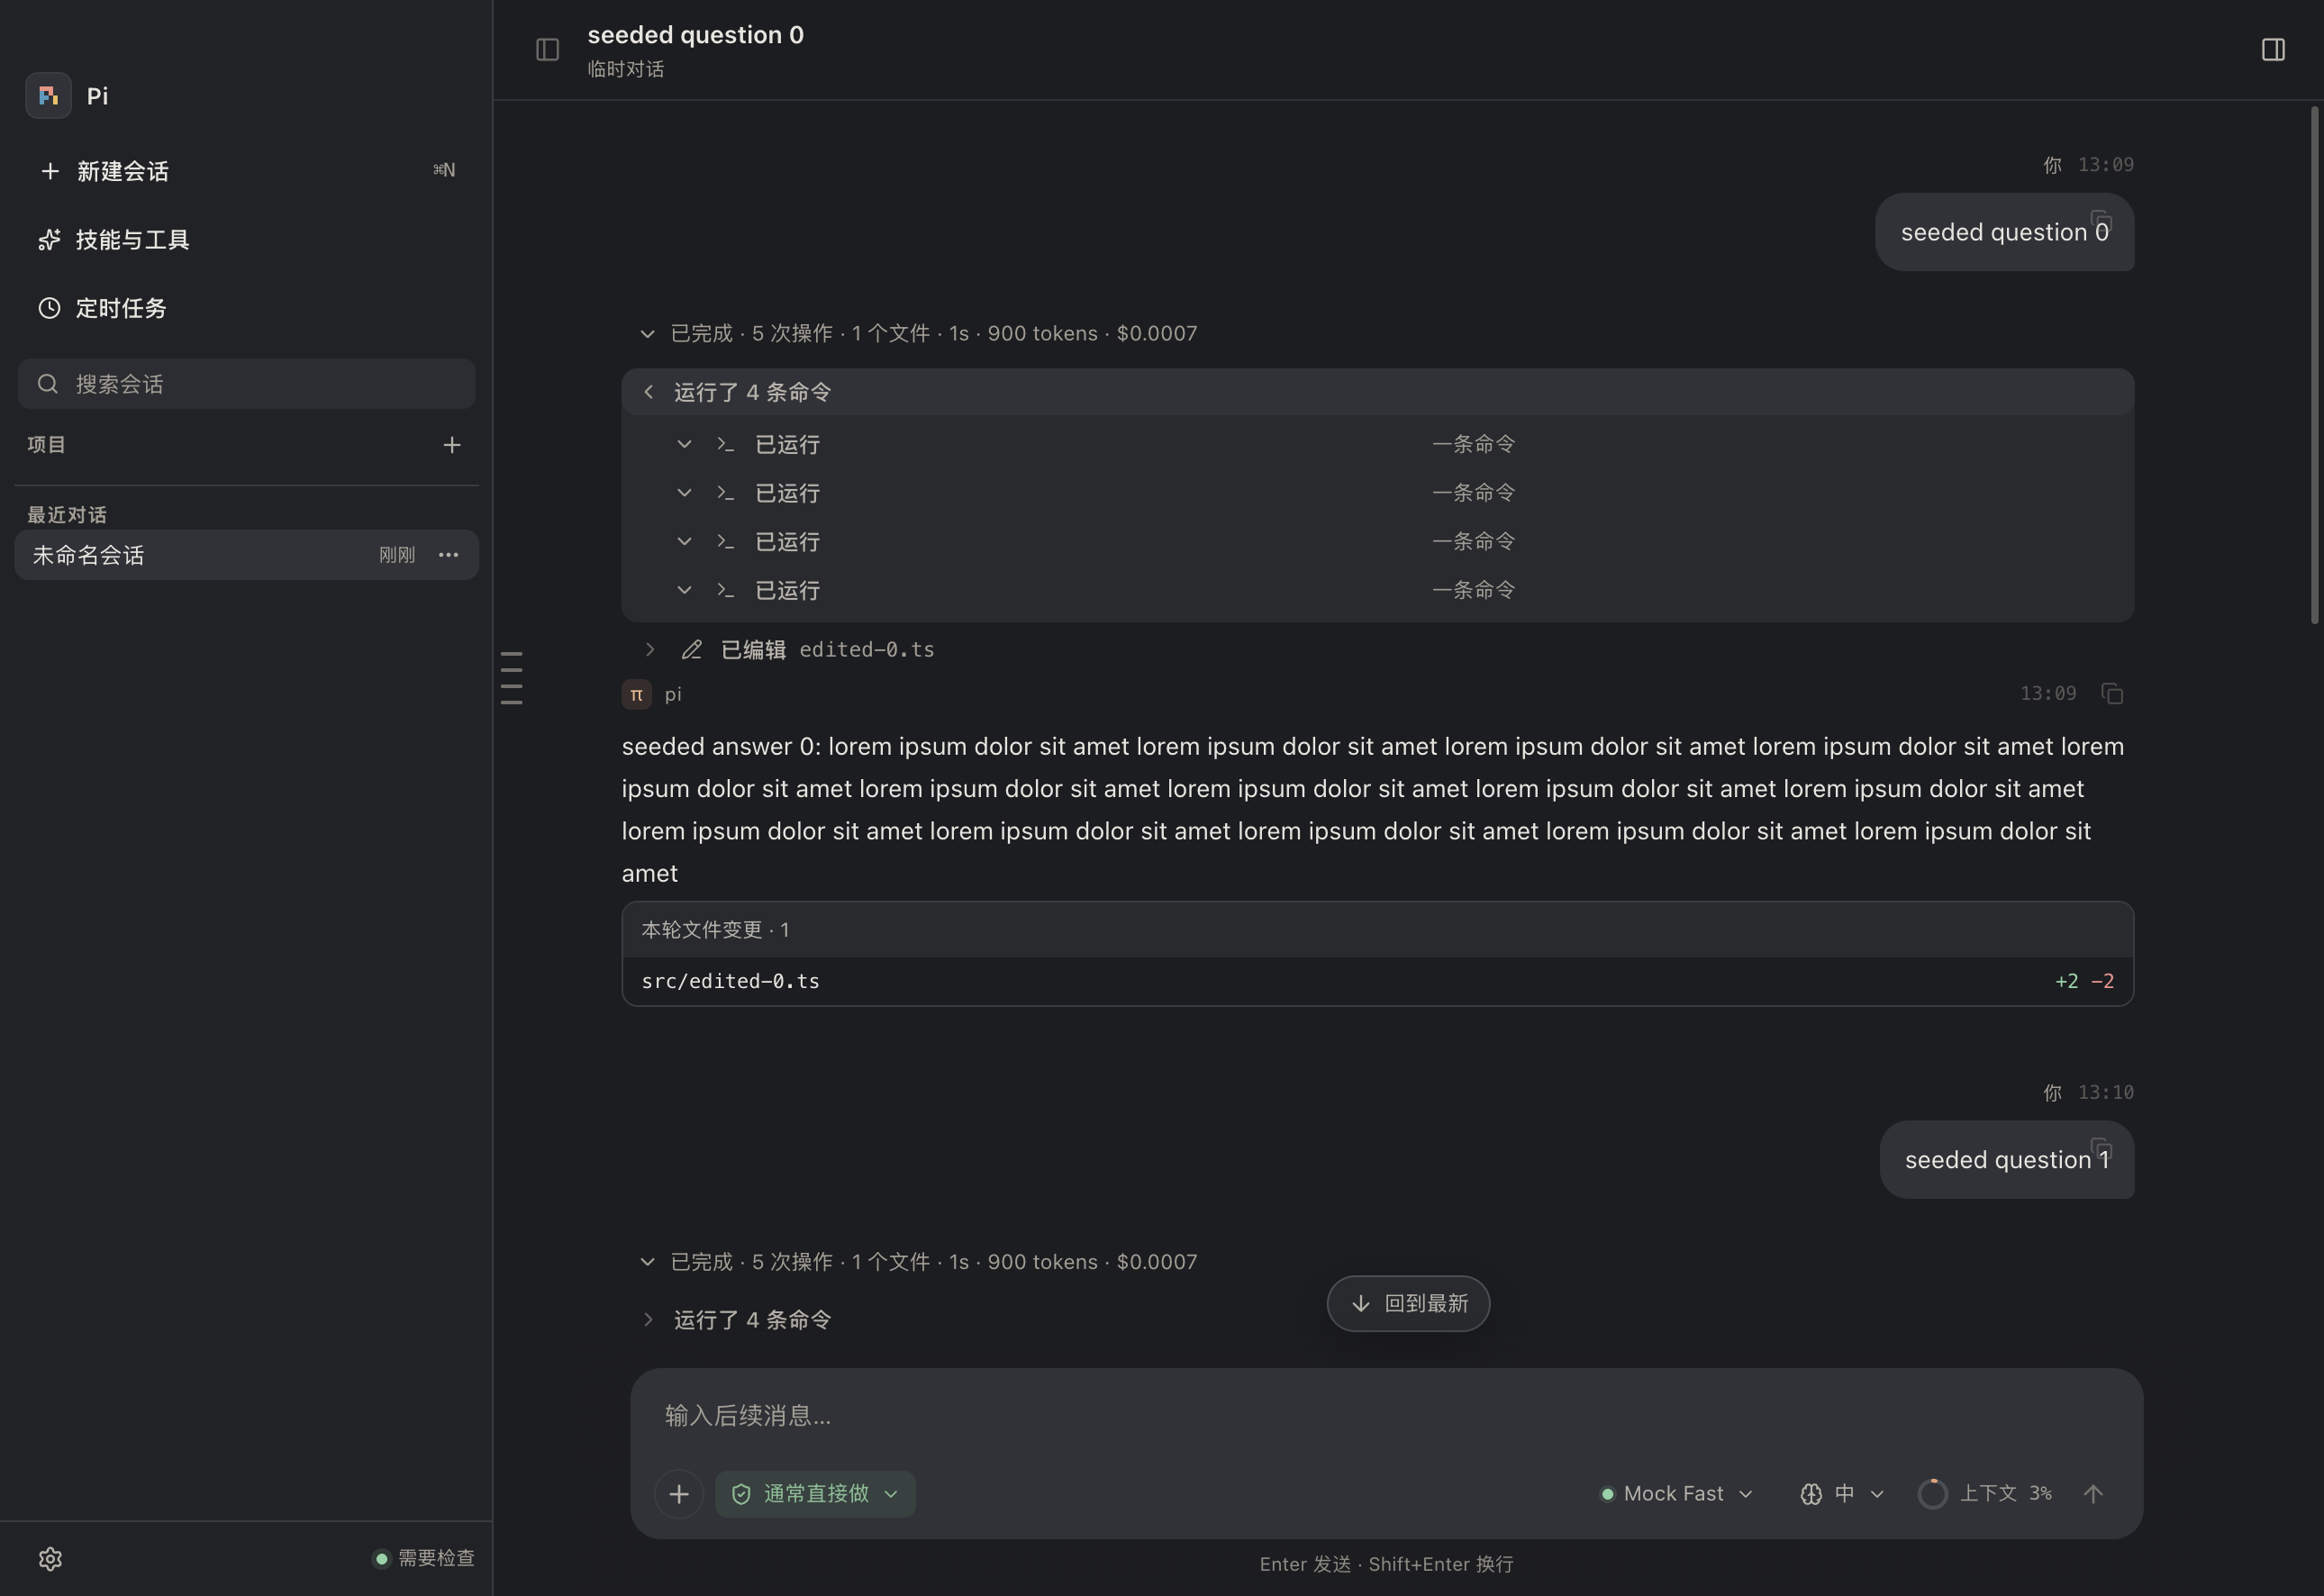 Pi
新建会话 ⌘N
技能与工具
定时任务
搜索会话
项目
最近对话
未命名会话 刚刚
需要检查
seeded question 0
临时对话
你 13:09
seeded question 0
已完成 · 5 次操作 · 1 个文件 · 1s · 900 tokens · $0.0007
运行了 4 条命令
已运行 一条命令
已运行 一条命令
已运行 一条命令
已运行 一条命令
已编辑 edited-0.ts
π pi 13:09
seeded answer 0: lorem ipsum dolor sit amet lorem ipsum dolor sit amet lorem ipsum dolor sit amet lorem ipsum dolor sit amet lorem
ipsum dolor sit amet lorem ipsum dolor sit amet lorem ipsum dolor sit amet lorem ipsum dolor sit amet lorem ipsum dolor sit amet
lorem ipsum dolor sit amet lorem ipsum dolor sit amet lorem ipsum dolor sit amet lorem ipsum dolor sit amet lorem ipsum dolor sit
amet
本轮文件变更 · 1
src/edited-0.ts +2 −2
你 13:10
seeded question 1
已完成 · 5 次操作 · 1 个文件 · 1s · 900 tokens · $0.0007
运行了 4 条命令
回到最新
输入后续消息...
通常直接做 Mock Fast 中 上下文 3%
Enter 发送 · Shift+Enter 换行